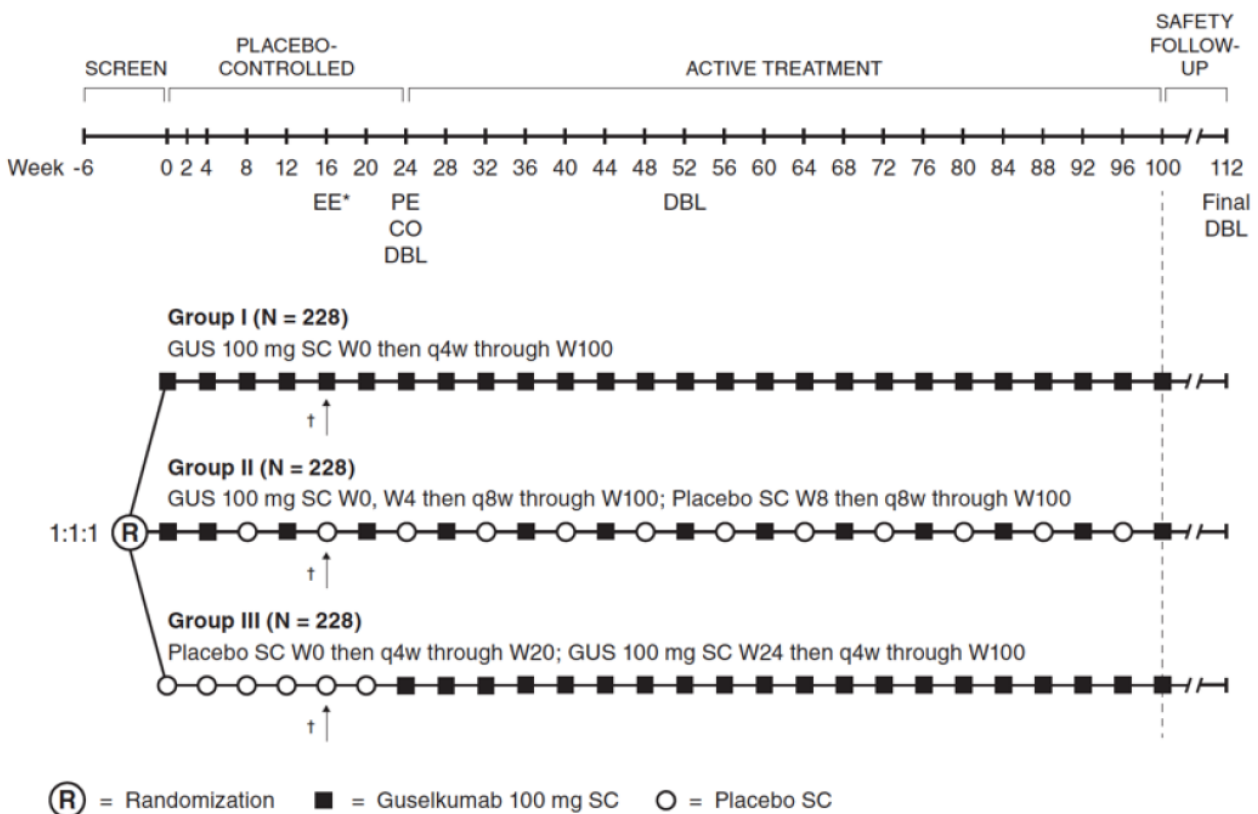 SAFETY
PLACEBO- FOLLOW-
SCREEN CONTROLLED ACTIVE TREATMENT UP
Week -6 0 2 4 8 12 16 20 24 28 32 36 40 44 48 52 56 60 64 68 72 76 80 84 88 92 96 100 112
EE* PE DBL Final
CO DBL
DBL
Group I (N = 228)
GUS 100 mg SC W0 then q4w through W100
†
Group II (N = 228)
GUS 100 mg SC W0, W4 then q8w through W100; Placebo SC W8 then q8w through W100
1:1:1 R
†
Group III (N = 228)
Placebo SC W0 then q4w through W20; GUS 100 mg SC W24 then q4w through W100
†
R = Randomization ■ = Guselkumab 100 mg SC ○ = Placebo SC